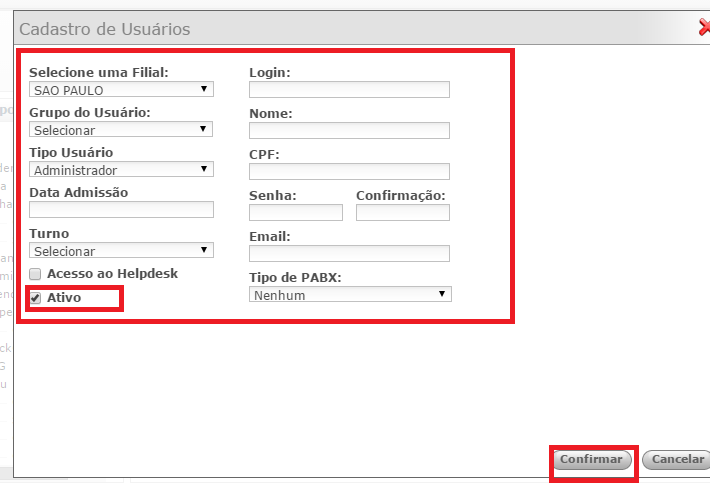 Cadastro de Usuários
Selecione uma Filial:
SAO PAULO
Grupo do Usuário:
Selecionar
Tipo Usuário
Administrador
Data Admissão
Turno
Selecionar
Acesso ao Helpdesk
Ativo
Login:
Nome:
CPF:
Senha: Confirmação:
Email:
Tipo de PABX:
Nenhum
Confirmar Cancelar